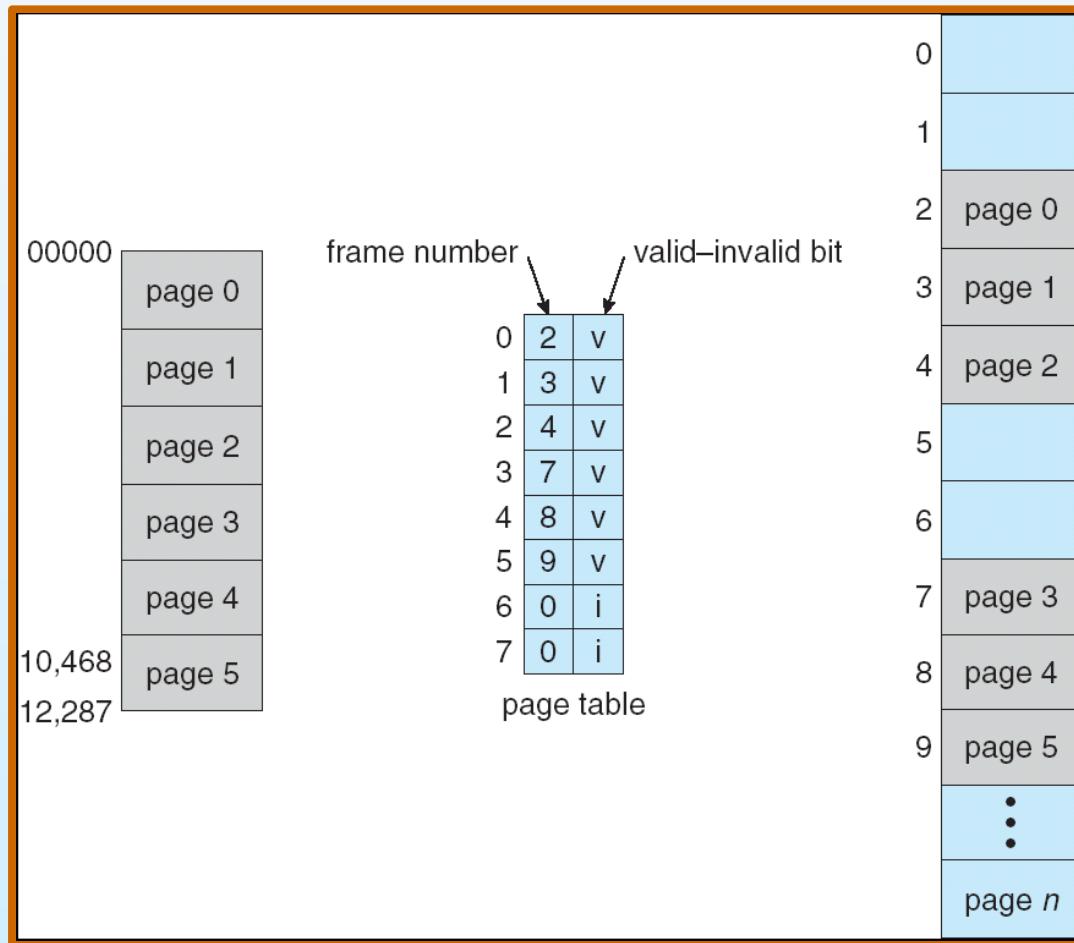 00000
page 0
page 1
page 2
page 3
page 4
10,468
page 5
12,287
frame number
valid–invalid bit
0 2 v
1 3 v
2 4 v
3 7 v
4 8 v
5 9 v
6 0 i
7 0 i
page table
0
1
2 page 0
3 page 1
4 page 2
5
6
7 page 3
8 page 4
9 page 5
page n